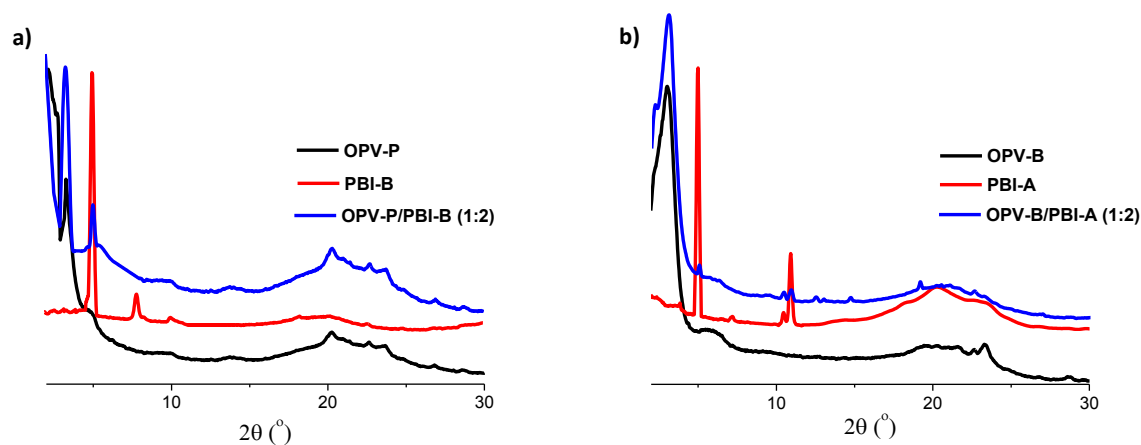 a)
OPV-P
PBI-B
OPV-P/PBI-B (1:2)
10
20
30
2θ (°)
b)
OPV-B
PBI-A
OPV-B/PBI-A (1:2)
10
20
30
2θ (°)